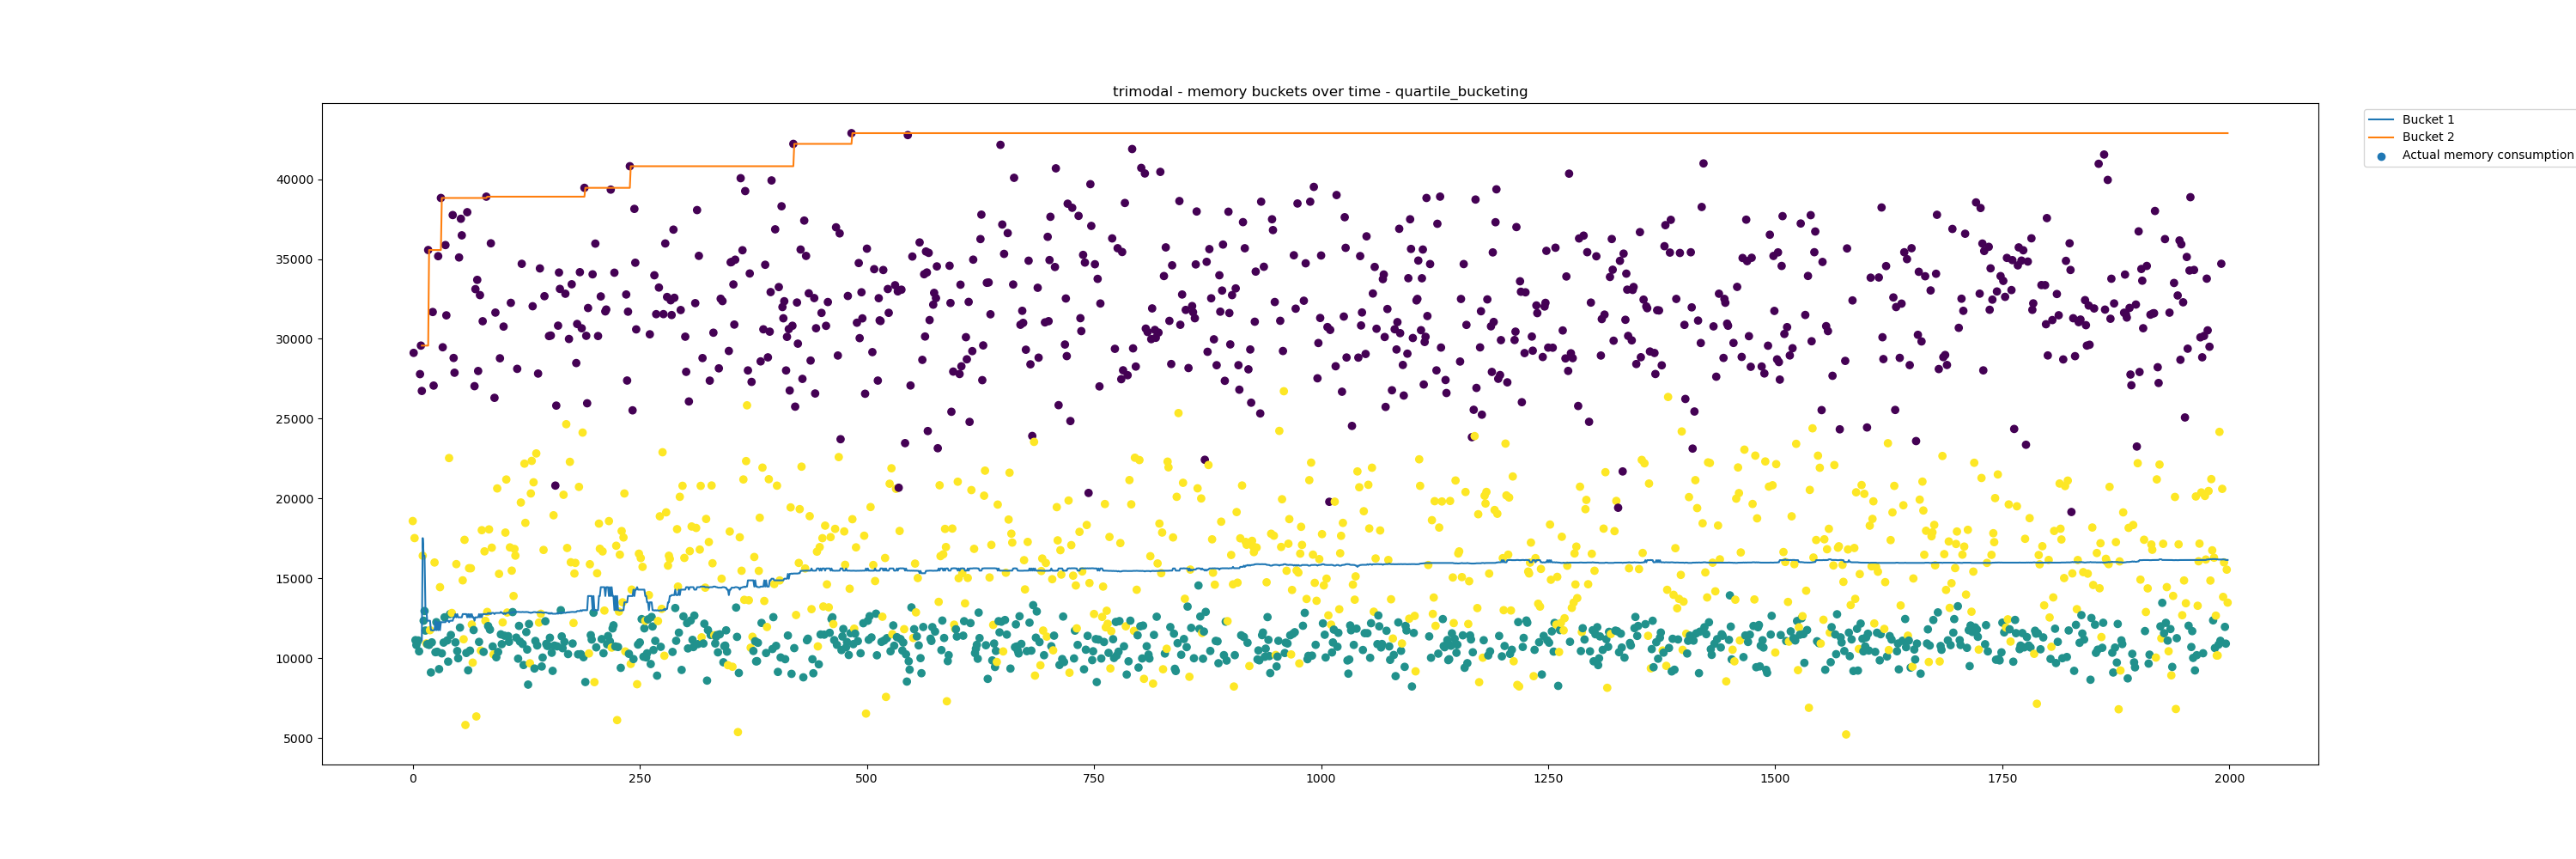 trimodal - memory buckets over time - quartile_bucketing
Bucket 1
Bucket 2
Actual memory consumption
40000
35000
30000
25000
20000
15000
10000
5000
0 250 500 750 1000 1250 1500 1750 2000